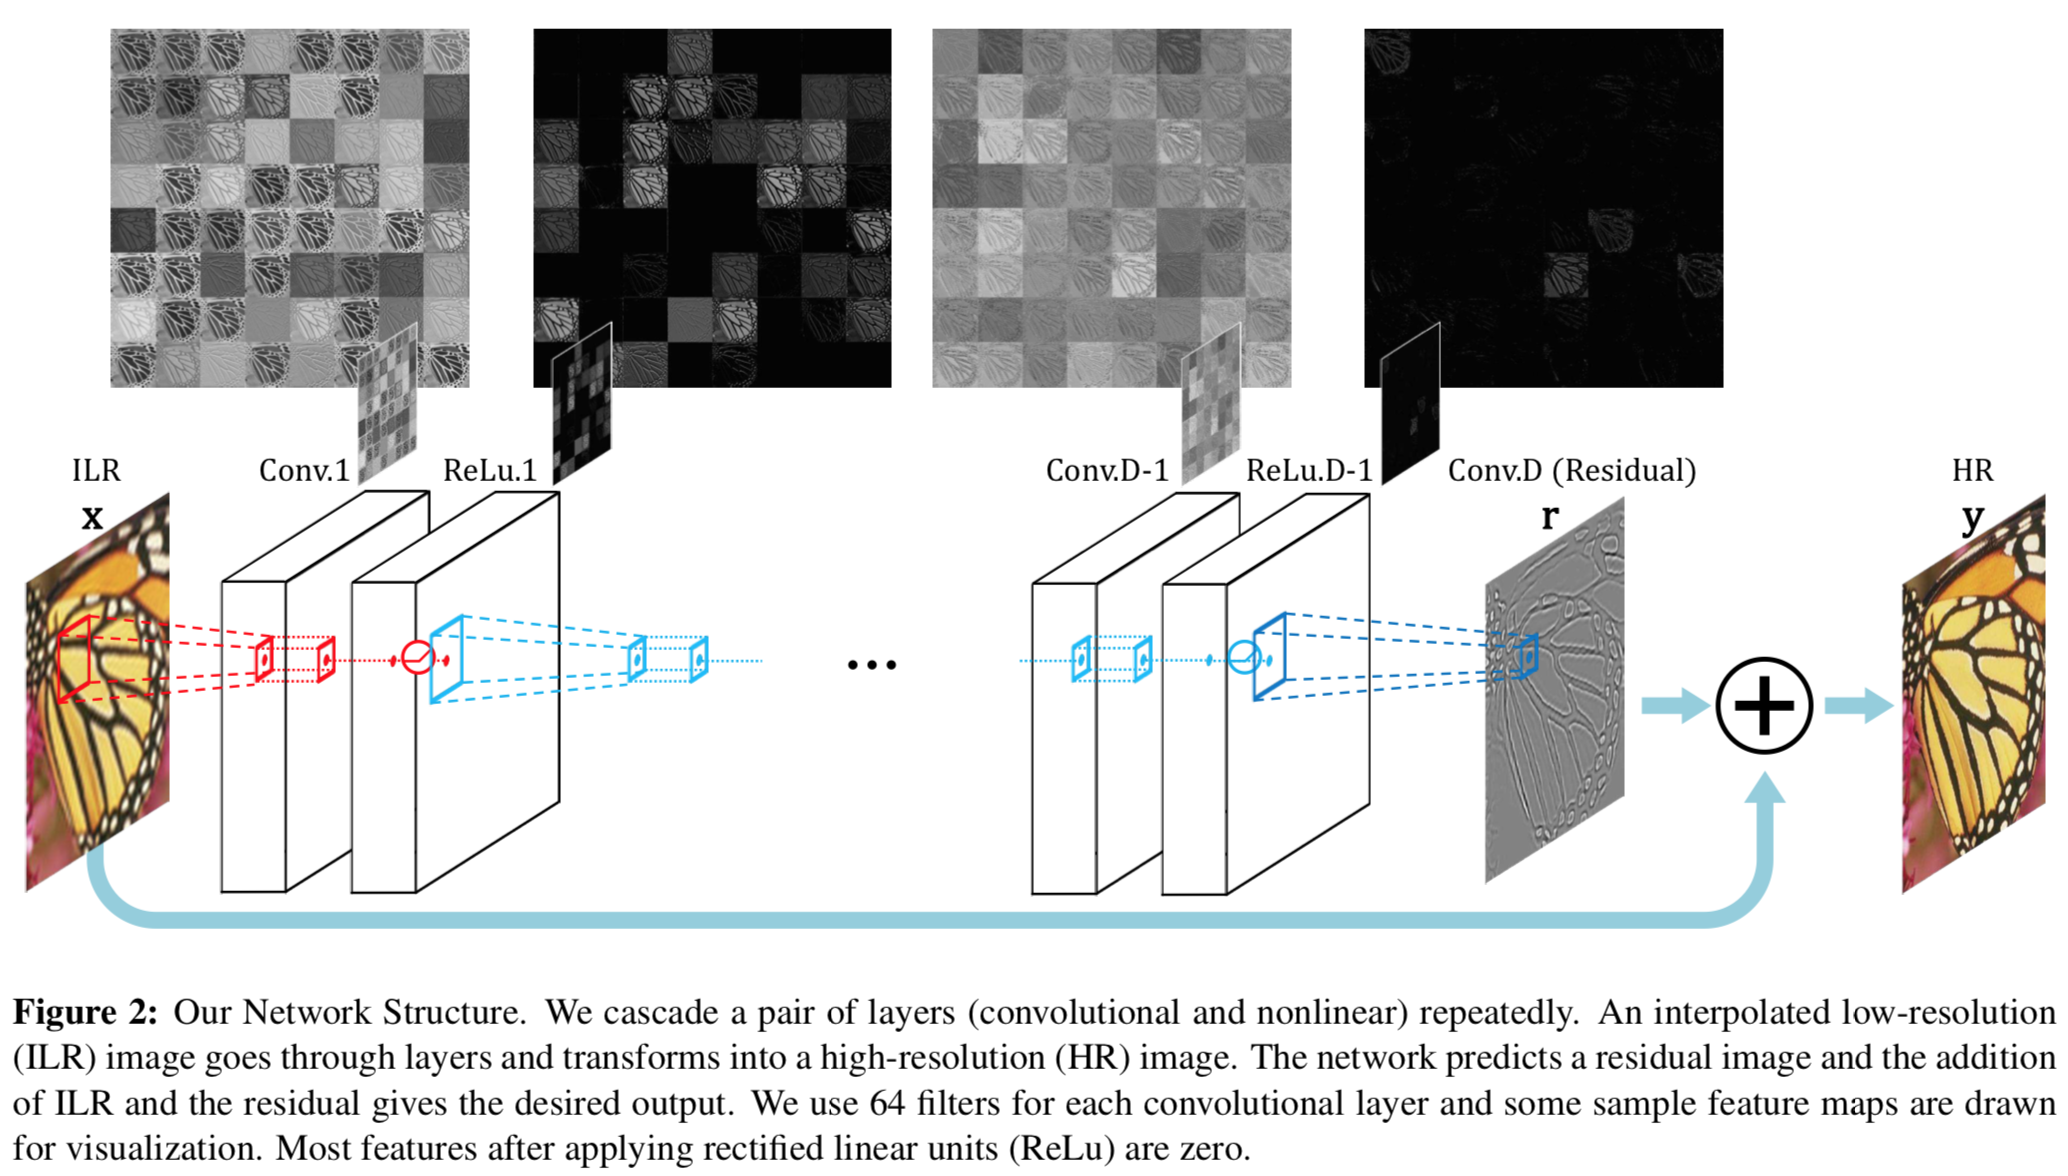 ILR
x
Conv.1
ReLu.1
Conv.D-1
ReLu.D-1
Conv.D (Residual)
r
HR
y
Figure 2: Our Network Structure. We cascade a pair of layers (convolutional and nonlinear) repeatedly. An interpolated low-resolution
(ILR) image goes through layers and transforms into a high-resolution (HR) image. The network predicts a residual image and the addition
of ILR and the residual gives the desired output. We use 64 filters for each convolutional layer and some sample feature maps are drawn
for visualization. Most features after applying rectified linear units (ReLu) are zero.